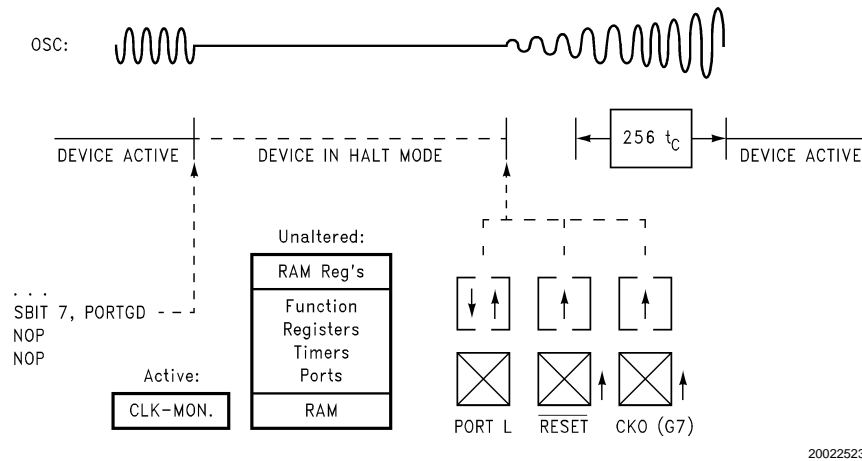 OSC:
256 tC
DEVICE ACTIVE
DEVICE IN HALT MODE
DEVICE ACTIVE
Unaltered:
RAM Reg's
Function
Registers
Timers
Ports
RAM
. . .
SBIT 7, PORTGD
NOP
NOP
Active:
CLK-MON.
PORT L
RESET
CKO (G7)
20022523